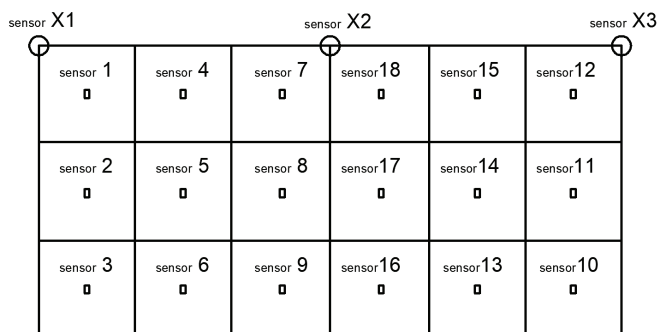 sensor X1 sensor X2 sensor X3
sensor 1 sensor 4 sensor 7 sensor18 sensor15 sensor12
sensor 2 sensor 5 sensor 8 sensor17 sensor14 sensor11
sensor 3 sensor 6 sensor 9 sensor16 sensor13 sensor10